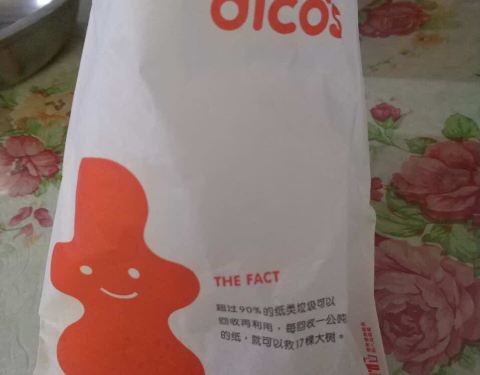 dico's
THE FACT
超过90%的纸类垃圾可以
回收再利用,每回收一公吨
的纸,就可以救17棵大树。